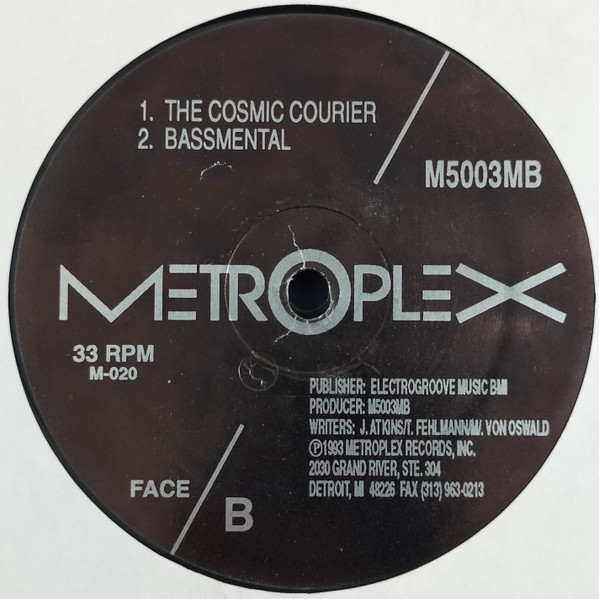 1. THE COSMIC COURIER
2. BASSMENTAL
M5003MB
METROPLEX
33 RPM
M-020
PUBLISHER: ELECTROGROOVE MUSIC BMI
PRODUCER: M5003MB
WRITERS: J. ATKINS/T. FEHLMANN/M. VON OSWALD
Ⓟ1993 METROPLEX RECORDS, INC.
2030 GRAND RIVER, STE. 304
DETROIT, MI 48226 FAX (313) 963-0213
FACE / B